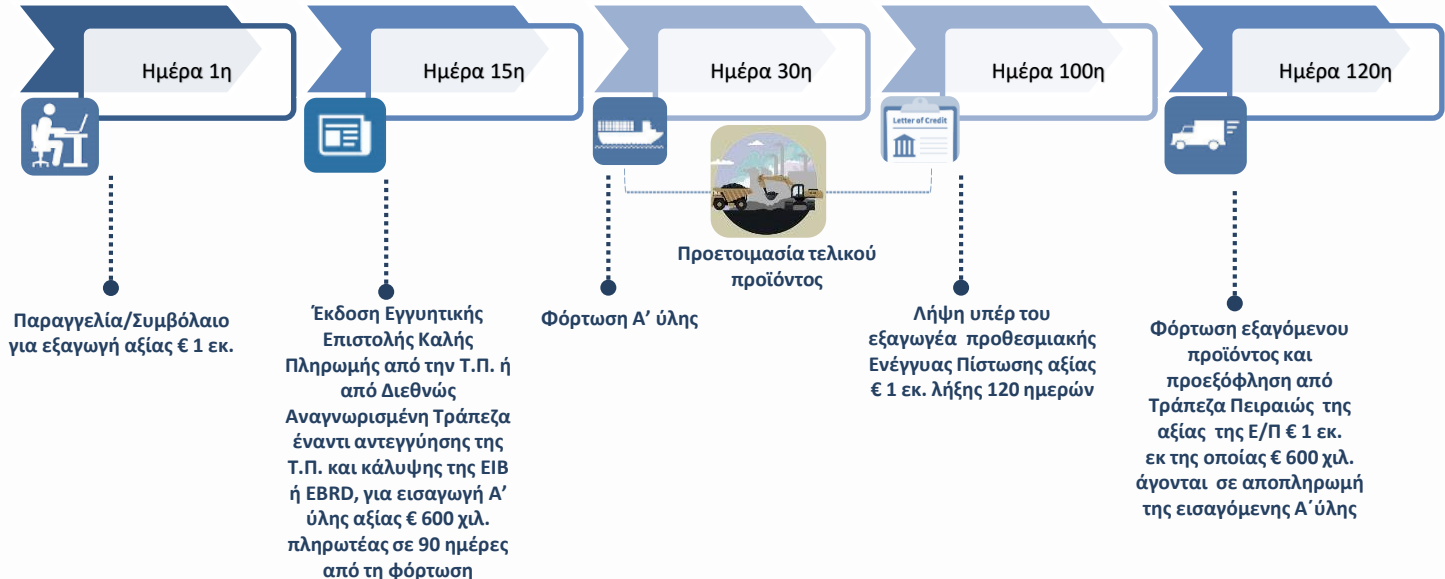 Ημέρα 1η
Ημέρα 15η
Ημέρα 30η
Ημέρα 100η
Ημέρα 120η
Letter of Credit
Προετοιμασία τελικού
προϊόντος
Παραγγελία/Συμβόλαιο
για εξαγωγή αξίας € 1 εκ.
Έκδοση Εγγυητικής
Επιστολής Καλής
Πληρωμής από την Τ.Π. ή
από Διεθνώς
Αναγνωρισμένη Τράπεζα
έναντι αντεγγύησης της
Τ.Π. και κάλυψης της EIB
ή EBRD, για εισαγωγή Α’
ύλης αξίας € 600 χιλ.
πληρωτέας σε 90 ημέρες
από τη φόρτωση
Φόρτωση Α’ ύλης
Λήψη υπέρ του
εξαγωγέα προθεσμιακής
Ενέγγυας Πίστωσης αξίας
€ 1 εκ. λήξης 120 ημερών
Φόρτωση εξαγόμενου
προϊόντος και
προεξόφληση από
Τράπεζα Πειραιώς της
αξίας της Ε/Π € 1 εκ.
εκ της οποίας € 600 χιλ.
άγονται σε αποπληρωμή
της εισαγόμενης Α΄ύλης